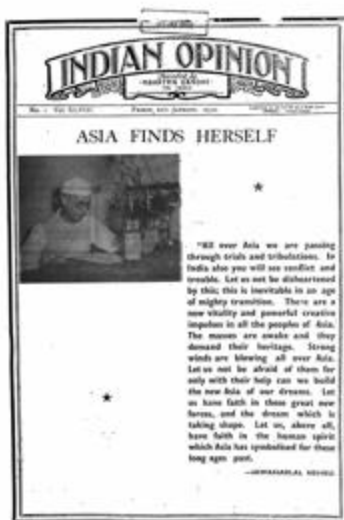 INDIAN OPINION
Founded by
MAHATMA GANDHI
ASIA FINDS HERSELF
"All over Asia we are passing
through trials and tribulations. In
India also you will see conflict and
trouble. Let us not be disheartened
by this; this is inevitable in an age
of mighty transition. There are a
new vitality and powerful creative
impulses in all the peoples of Asia.
The masses are awake and they
demand their heritage. Strong
winds are blowing all over Asia.
Let us not be afraid of them for
only with their help can we build
the new Asia of our dreams. Let
us have faith in these great new
forces, and the dream which is
taking shape. Let us, above all,
have faith in the human spirit
which Asia has symbolised for these
long ages past.
—JAWAHARLAL NEHRU.